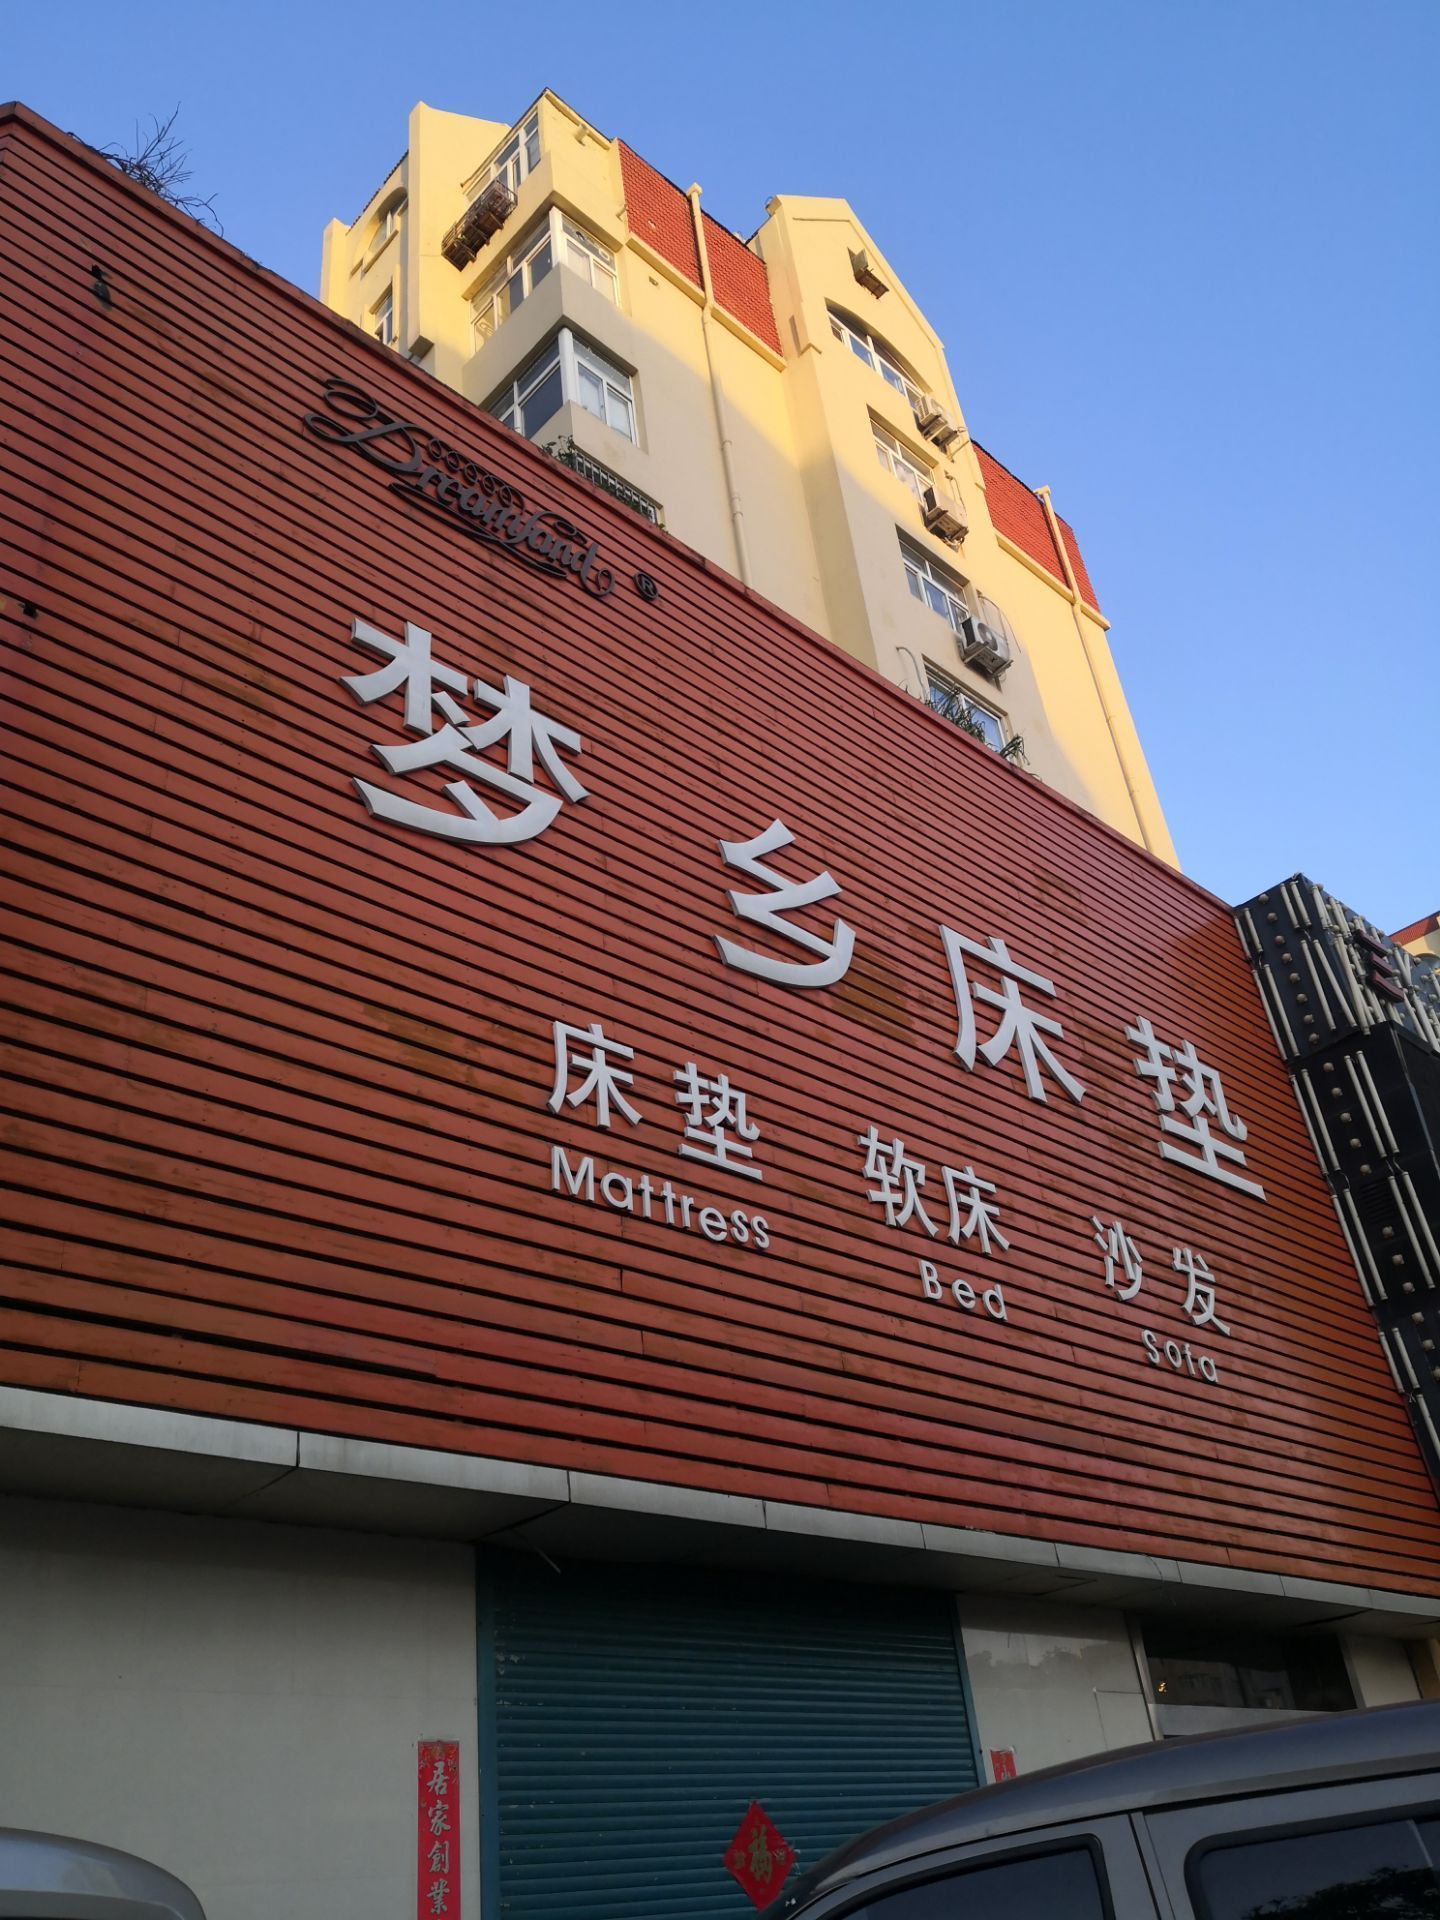 Dreamland ®
梦乡床垫
床垫 软床 沙发
Mattress Bed Sofa
居家創業
福